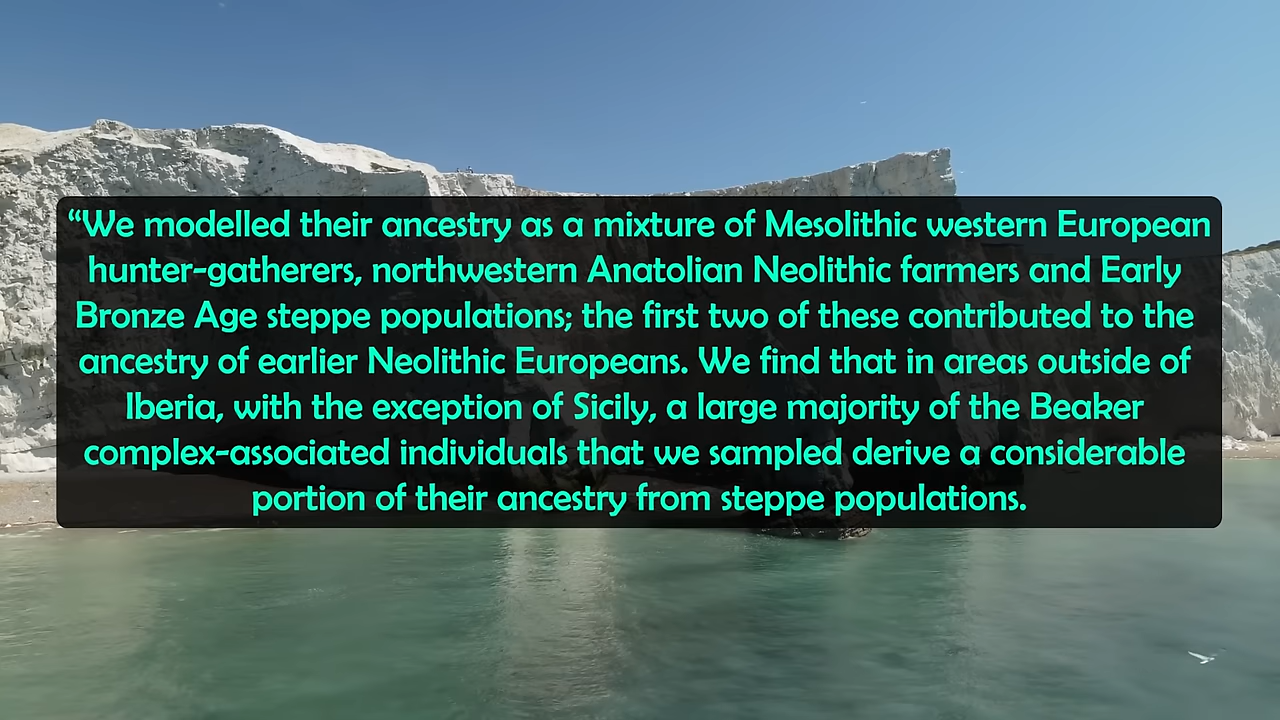 “We modelled their ancestry as a mixture of Mesolithic western European
hunter-gatherers, northwestern Anatolian Neolithic farmers and Early
Bronze Age steppe populations; the first two of these contributed to the
ancestry of earlier Neolithic Europeans. We find that in areas outside of
Iberia, with the exception of Sicily, a large majority of the Beaker
complex-associated individuals that we sampled derive a considerable
portion of their ancestry from steppe populations.